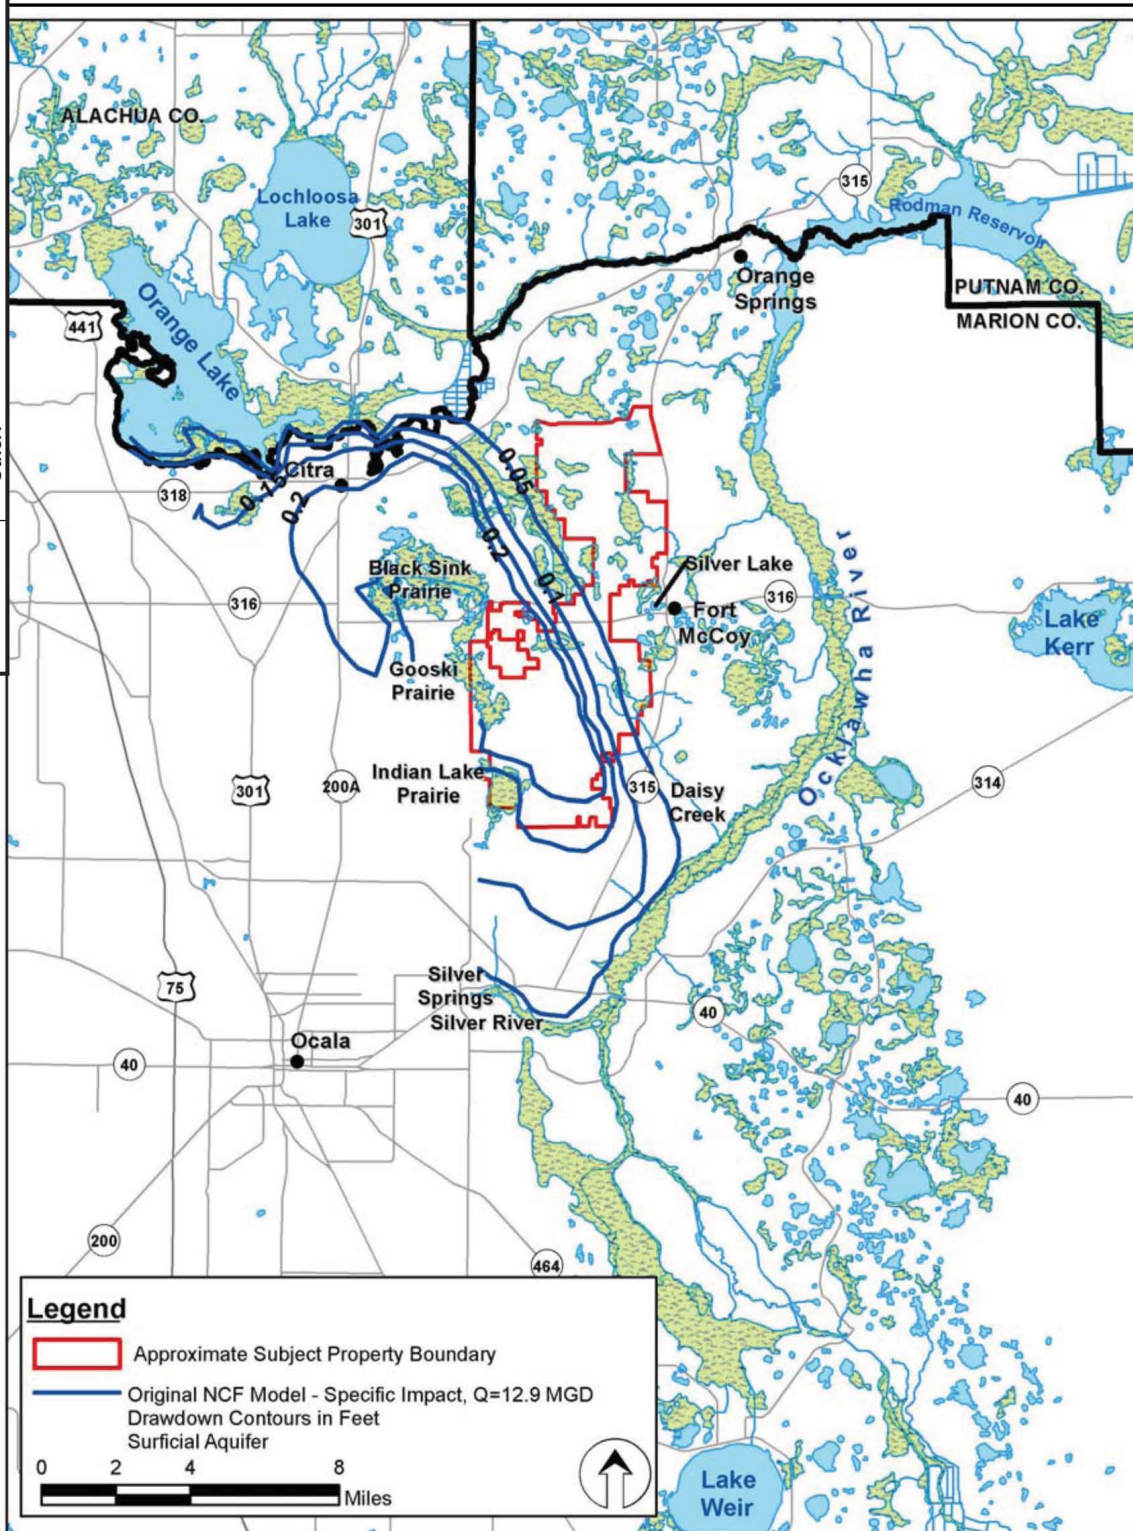 ALACHUA CO.
Lochloosa
Lake
301
315
Rodman Reservoir
Orange
Springs
PUTNAM CO.
MARION CO.
441
Orange Lake
Citra
318
0.15
0.2
0.05
0.2
0.1
Black Sink
Prairie
Silver Lake
316
316
Fort
McCoy
Lake
Kerr
Gooski
Prairie
Ocklawha River
Indian Lake
Prairie
301
200A
315
Daisy
Creek
314
75
Silver
Springs
Silver River
40
Ocala
40
40
200
464
Legend
Approximate Subject Property Boundary
Original NCF Model - Specific Impact, Q=12.9 MGD
Drawdown Contours in Feet
Surficial Aquifer
0 2 4 8
Miles
Lake
Weir